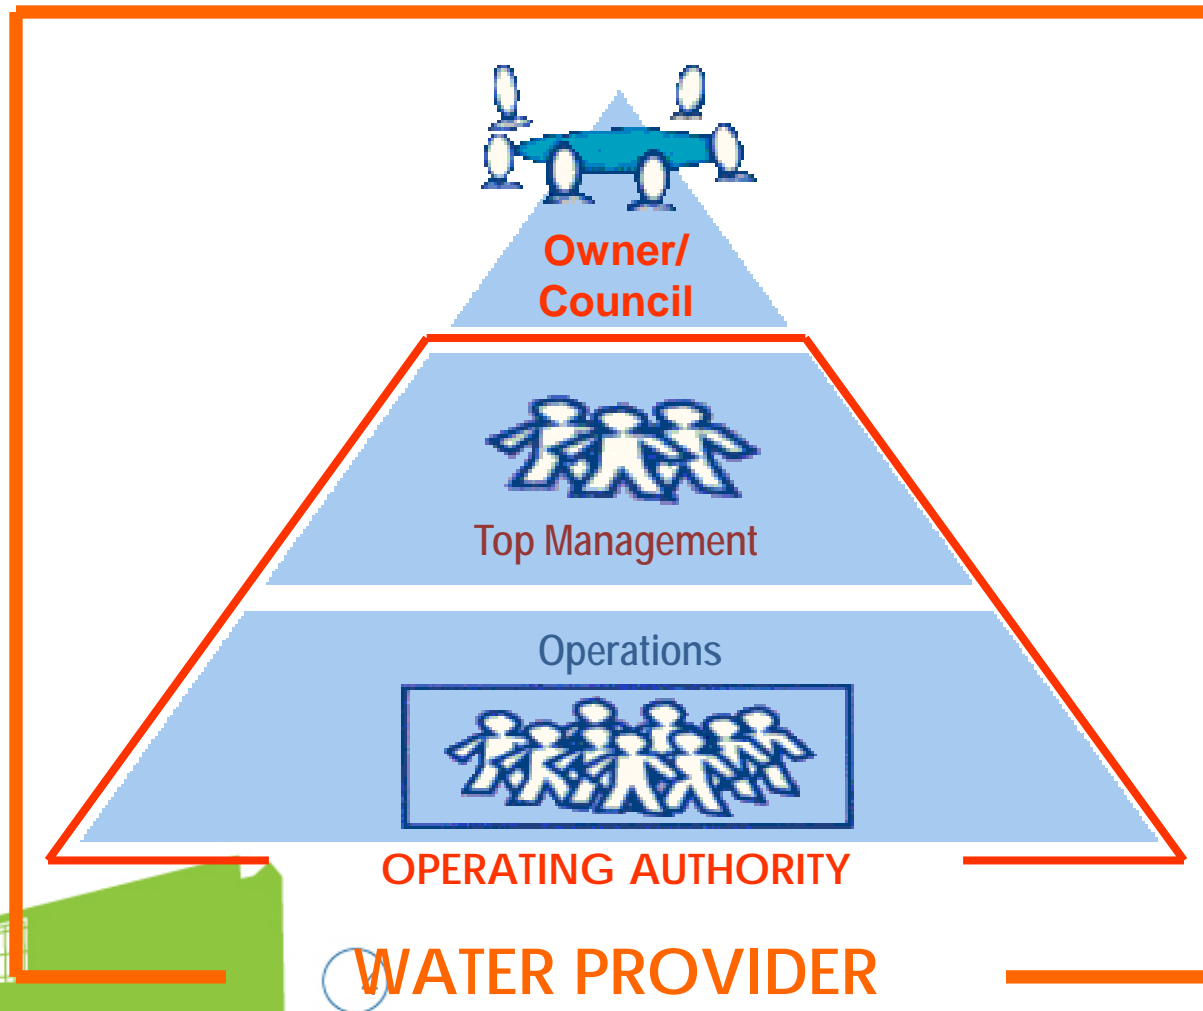 Owner/
Council
Top Management
Operations
OPERATING AUTHORITY
WATER PROVIDER